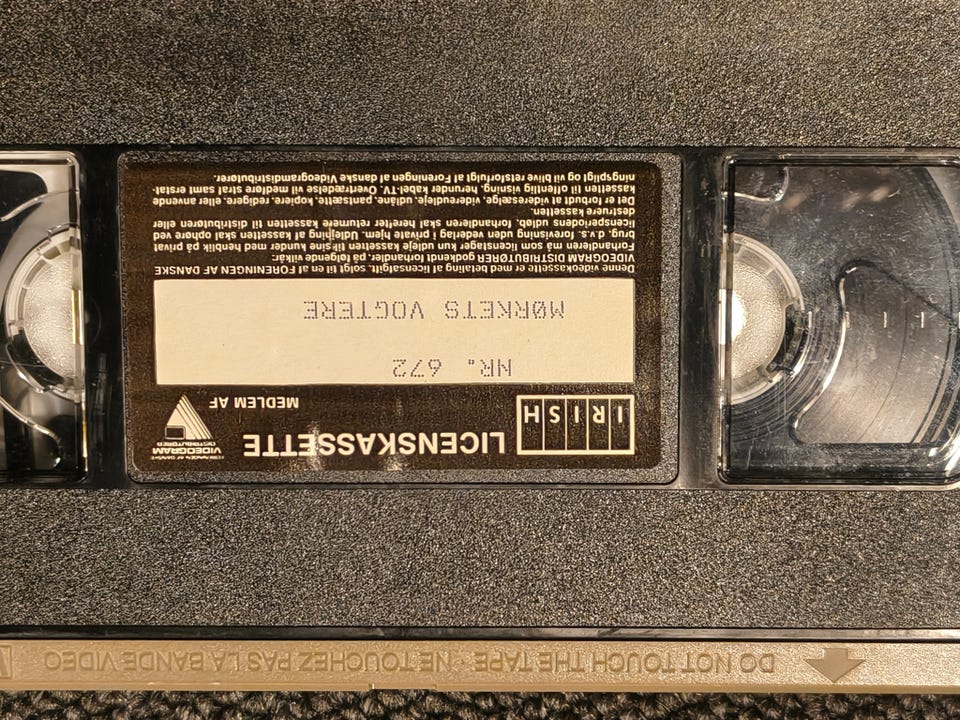 IRISH
LICENSKASSETTE
MEDLEM AF
FORENINGEN AF DANSKE
VIDEOGRAM
DISTRIBUTØRER
NR. 672
MØRKETS VOGTERE
Denne videokassette er med betaling af licensafgift, solgt til en af FORENINGEN AF DANSKE
VIDEOGRAM DISTRIBUTØRER godkendt forhandler, på følgende vilkår:
Forhandleren må som licenstager kun udleje kassetten til sine kunder med henblik på privat
brug, d.v.s. forevisning uden vederlag i private hjem. Udlejning af kassetten skal ophøre ved
licensperiodens udløb, forhandleren skal herefter returnere kassetten til distributøren eller
destruere kassetten.
Det er forbudt at videresælge, videreudleje, udlåne, pantsætte, kopiere, redigere, eller anvende
kassetten til offentlig visning, herunder kabel-TV. Overtrædelse vil medføre straf samt erstat-
ningspligt og vil blive retsforfulgt af Foreningen af danske Videogramdistributører.
DO NOT TOUCH THE TAPE · NE TOUCHEZ PAS LA BANDE VIDEO